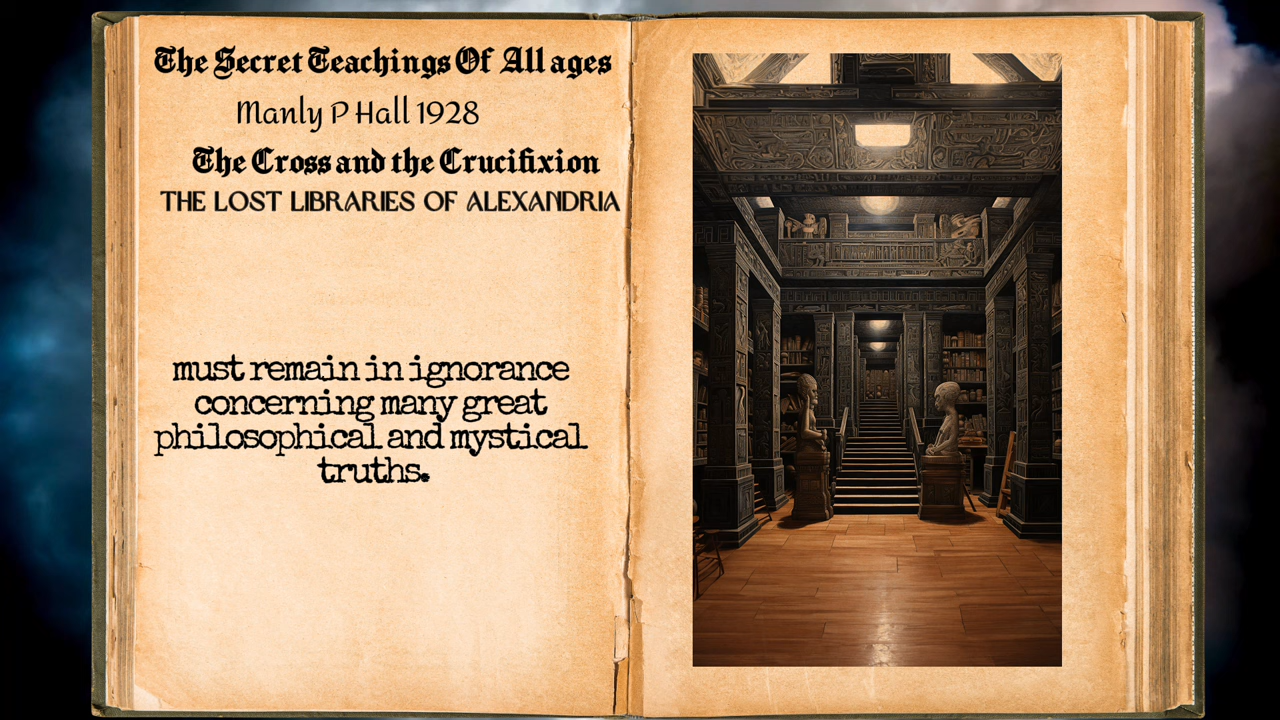 The Secret Teachings Of All ages
Manly P Hall 1928
The Cross and the Crucifixion
THE LOST LIBRARIES OF ALEXANDRIA
must remain in ignorance
concerning many great
philosophical and mystical
truths.